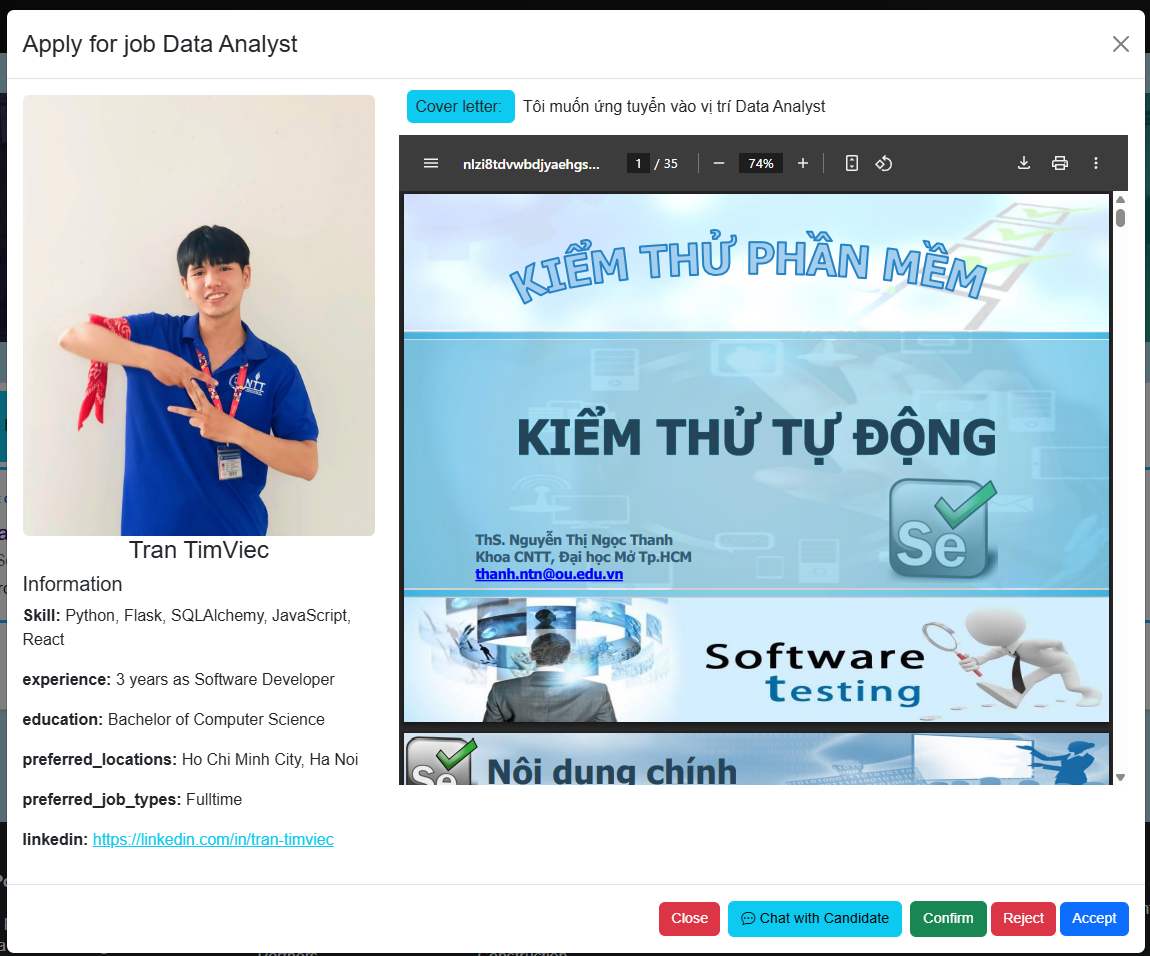 Apply for job Data Analyst
Tran TimViec
Information
Skill: Python, Flask, SQLAlchemy, JavaScript,
React
experience: 3 years as Software Developer
education: Bachelor of Computer Science
preferred_locations: Ho Chi Minh City, Ha Noi
preferred_job_types: Fulltime
linkedin: https://linkedin.com/in/tran-timviec
Cover letter: Tôi muốn ứng tuyển vào vị trí Data Analyst
nlzi8tdvwbdjyaehgs... 1 / 35 74%
KIỂM THỬ PHẦN MỀM
KIỂM THỬ TỰ ĐỘNG
Se
ThS. Nguyễn Thị Ngọc Thanh
Khoa CNTT, Đại học Mở Tp.HCM
thanh.ntn@ou.edu.vn
Software
testing
Se
Nội dung chính
Close Chat with Candidate Confirm Reject Accept